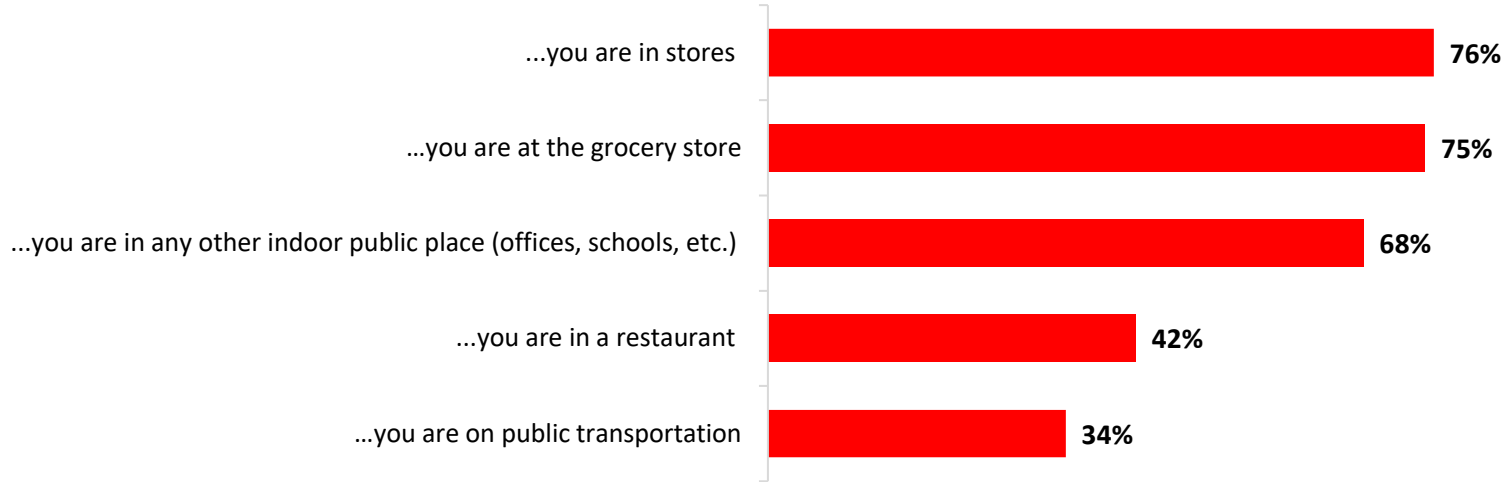 ...you are in stores 76%
...you are at the grocery store 75%
...you are in any other indoor public place (offices, schools, etc.) 68%
...you are in a restaurant 42%
...you are on public transportation 34%